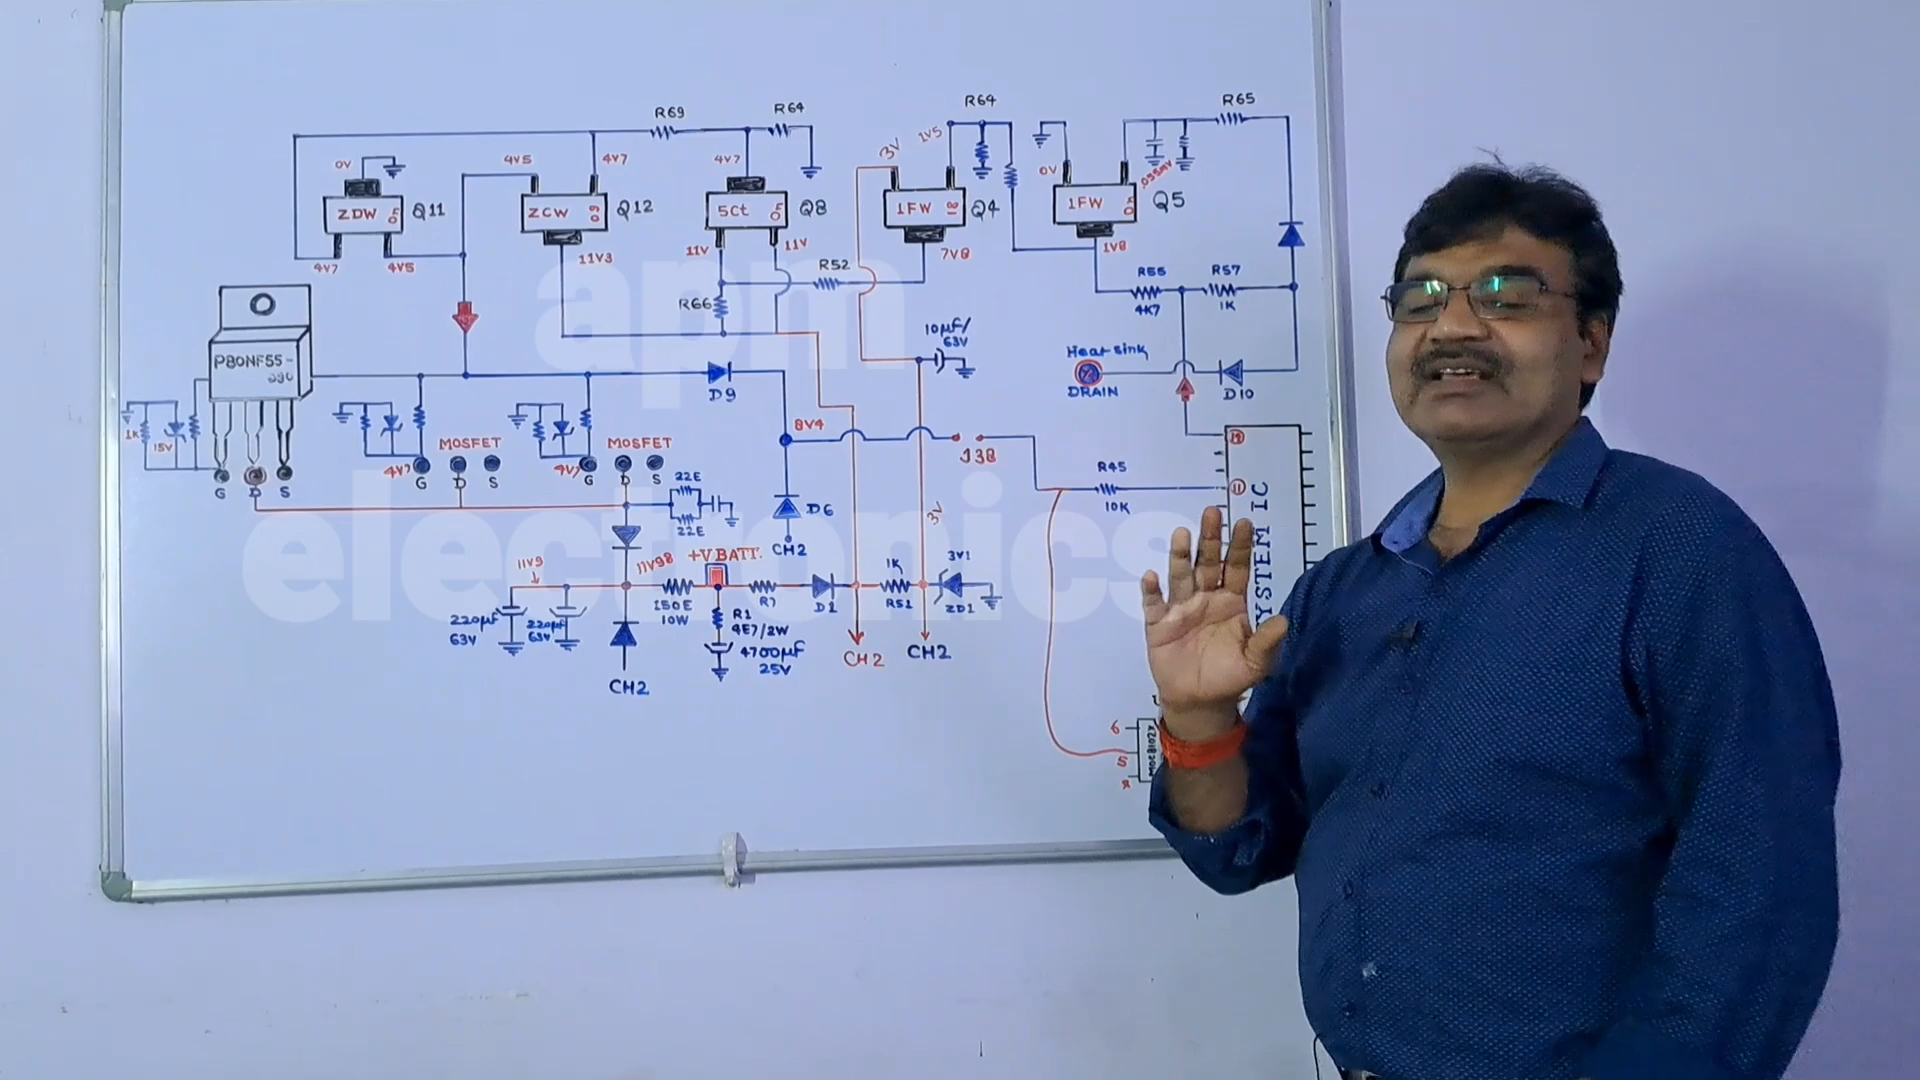 R69
R64
R64
R65
0V
4V5
4V7
4V7
3V
1V5
0V
.095mV
ZDW
Q11
ZCW
Q12
5Ct
Q8
1FW
Q4
1FW
Q5
4V7
4V5
11V3
11V
11V
7V8
1V8
R52
R66
R55
4K7
R57
1K
P80NF55-
10µF/
63V
Heat sink
DRAIN
D10
D9
8V4
J38
1K
15V
MOSFET
MOSFET
4V7
4V7
G
D
S
G
D
S
G
D
S
22E
22E
D6
CH2
R45
10K
11
SYSTEM IC
3V
11V9
11V98
+V BATT.
150E
10W
R7
D1
1K
R51
3V1
ZD1
220µf
63V
220µf
63V
R1
4E7/2W
4700µf
25V
CH2
CH2
CH2
6
5
apm
electronics